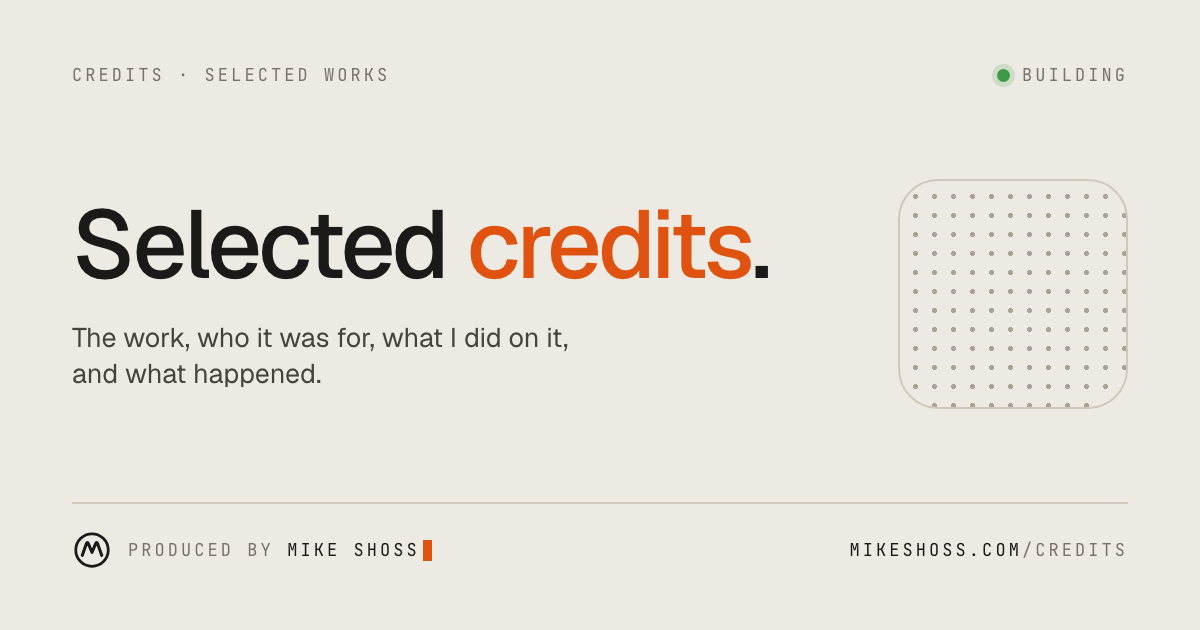 CREDITS · SELECTED WORKS
BUILDING
Selected credits.
The work, who it was for, what I did on it,
and what happened.
PRODUCED BY MIKE SHOSS
MIKESHOSS.COM/CREDITS